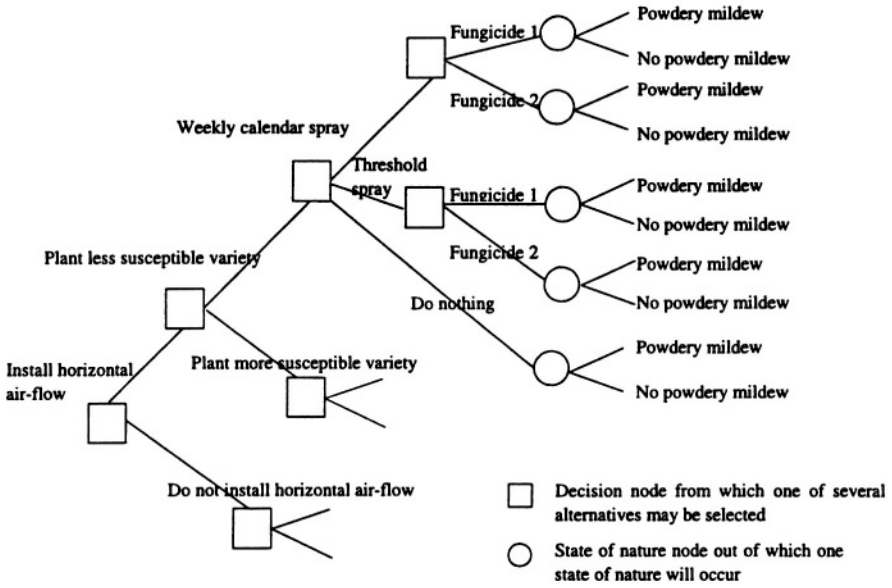 Fungicide 1
Powdery mildew
No powdery mildew
Fungicide 2
Powdery mildew
No powdery mildew
Weekly calendar spray
Threshold
spray
Fungicide 1
Powdery mildew
No powdery mildew
Fungicide 2
Powdery mildew
No powdery mildew
Plant less susceptible variety
Do nothing
Powdery mildew
No powdery mildew
Install horizontal
air-flow
Plant more susceptible variety
Do not install horizontal air-flow
Decision node from which one of several
alternatives may be selected
State of nature node out of which one
state of nature will occur